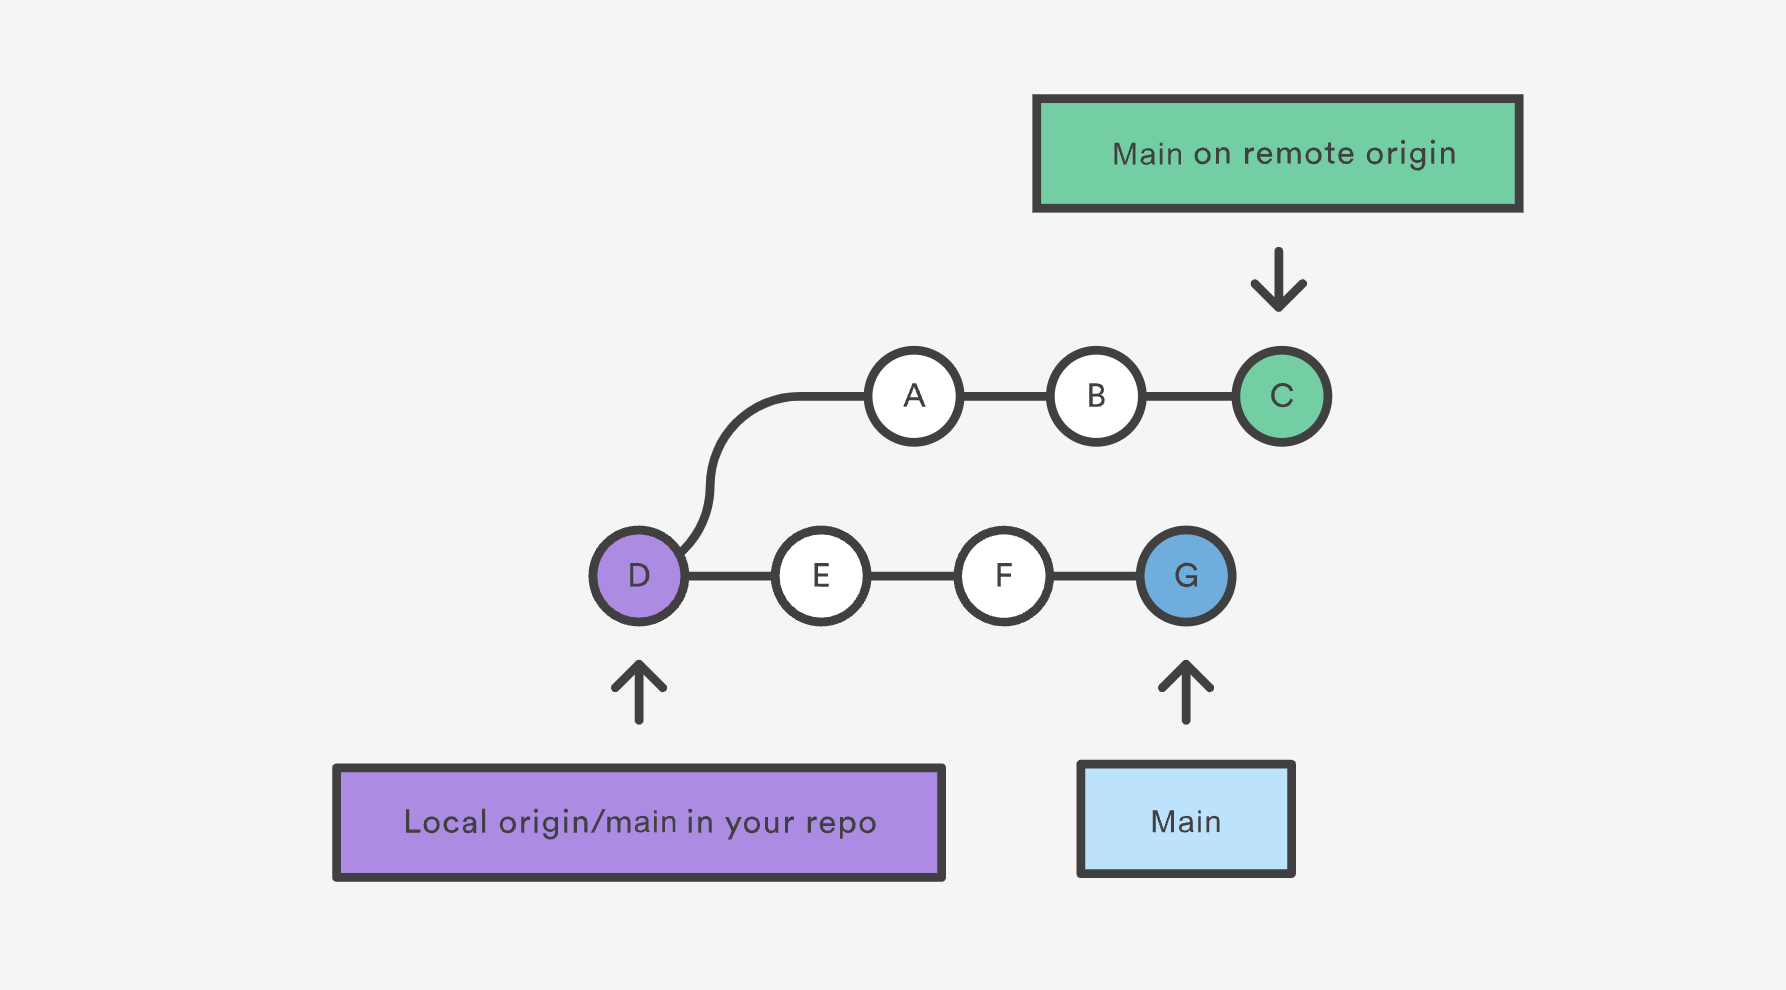 Main on remote origin
A B C
D E F G
Local origin/main in your repo
Main